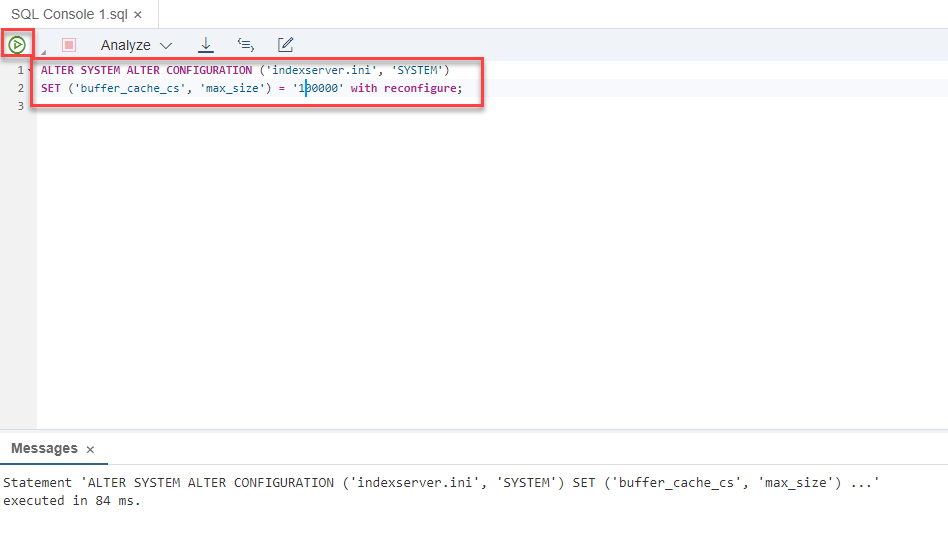 SQL Console 1.sql ×
Analyze
1 ALTER SYSTEM ALTER CONFIGURATION ('indexserver.ini', 'SYSTEM')
2 SET ('buffer_cache_cs', 'max_size') = '100000' with reconfigure;
3
Messages ×
Statement 'ALTER SYSTEM ALTER CONFIGURATION ('indexserver.ini', 'SYSTEM') SET ('buffer_cache_cs', 'max_size') ...'
executed in 84 ms.